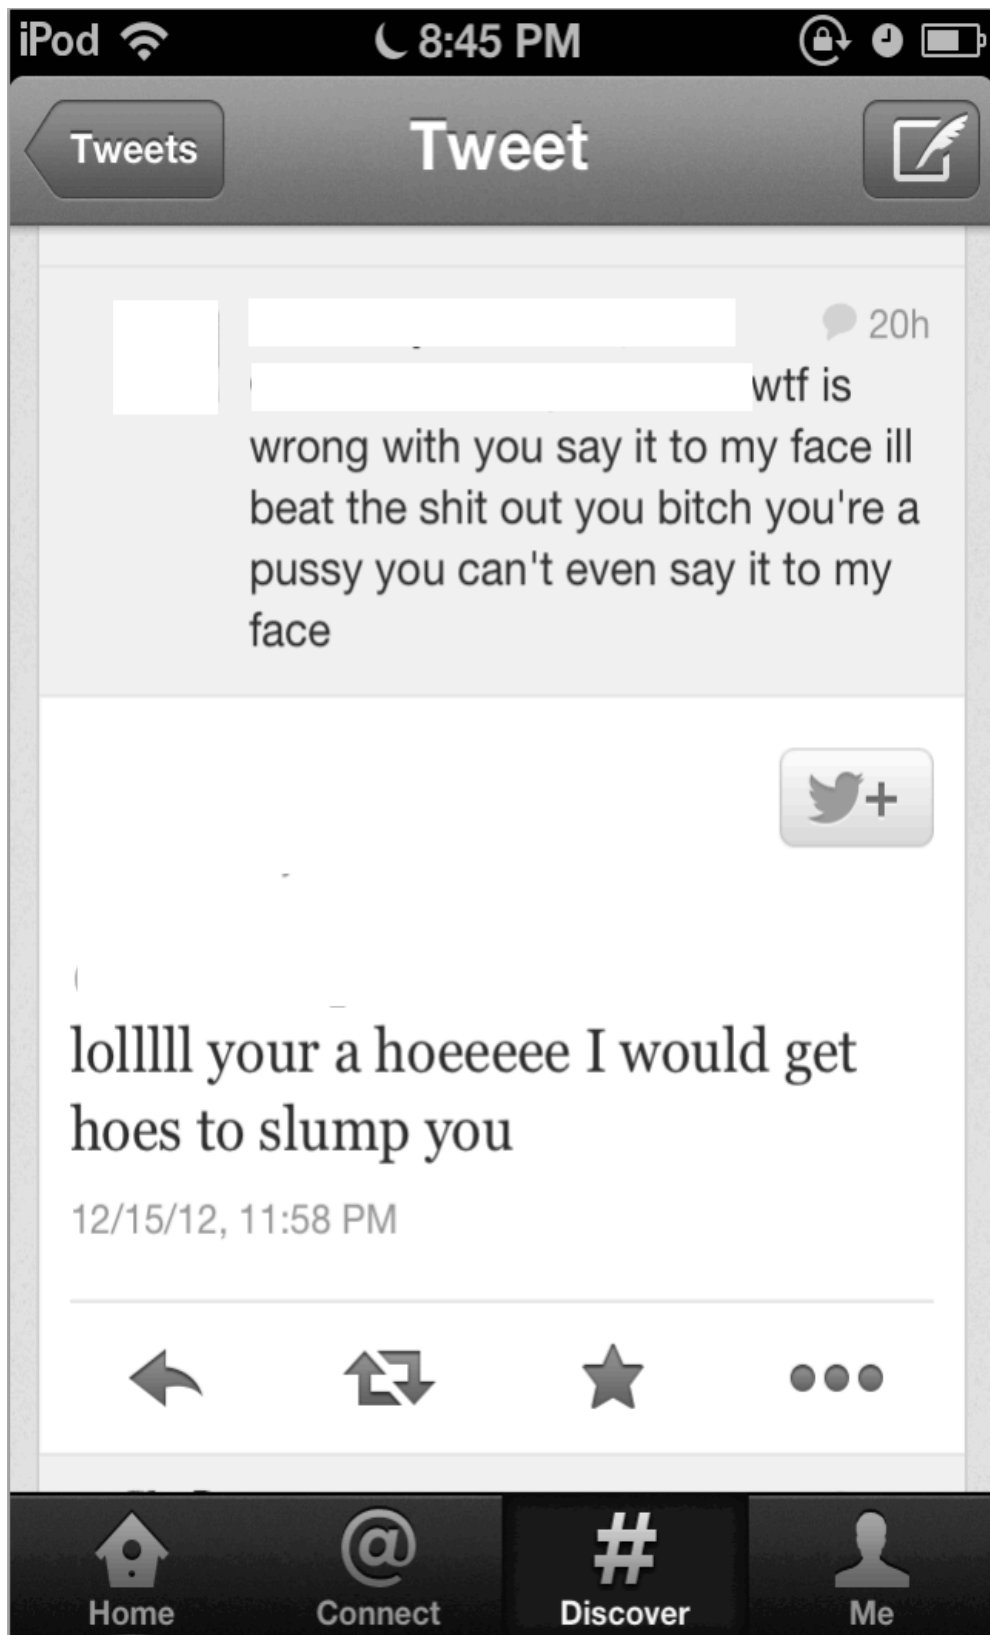 iPod 8:45 PM
Tweets Tweet
20h
wtf is
wrong with you say it to my face ill
beat the shit out you bitch you're a
pussy you can't even say it to my
face
+
lolllll your a hoeeeee I would get
hoes to slump you
12/15/12, 11:58 PM
@ #
Home Connect Discover Me